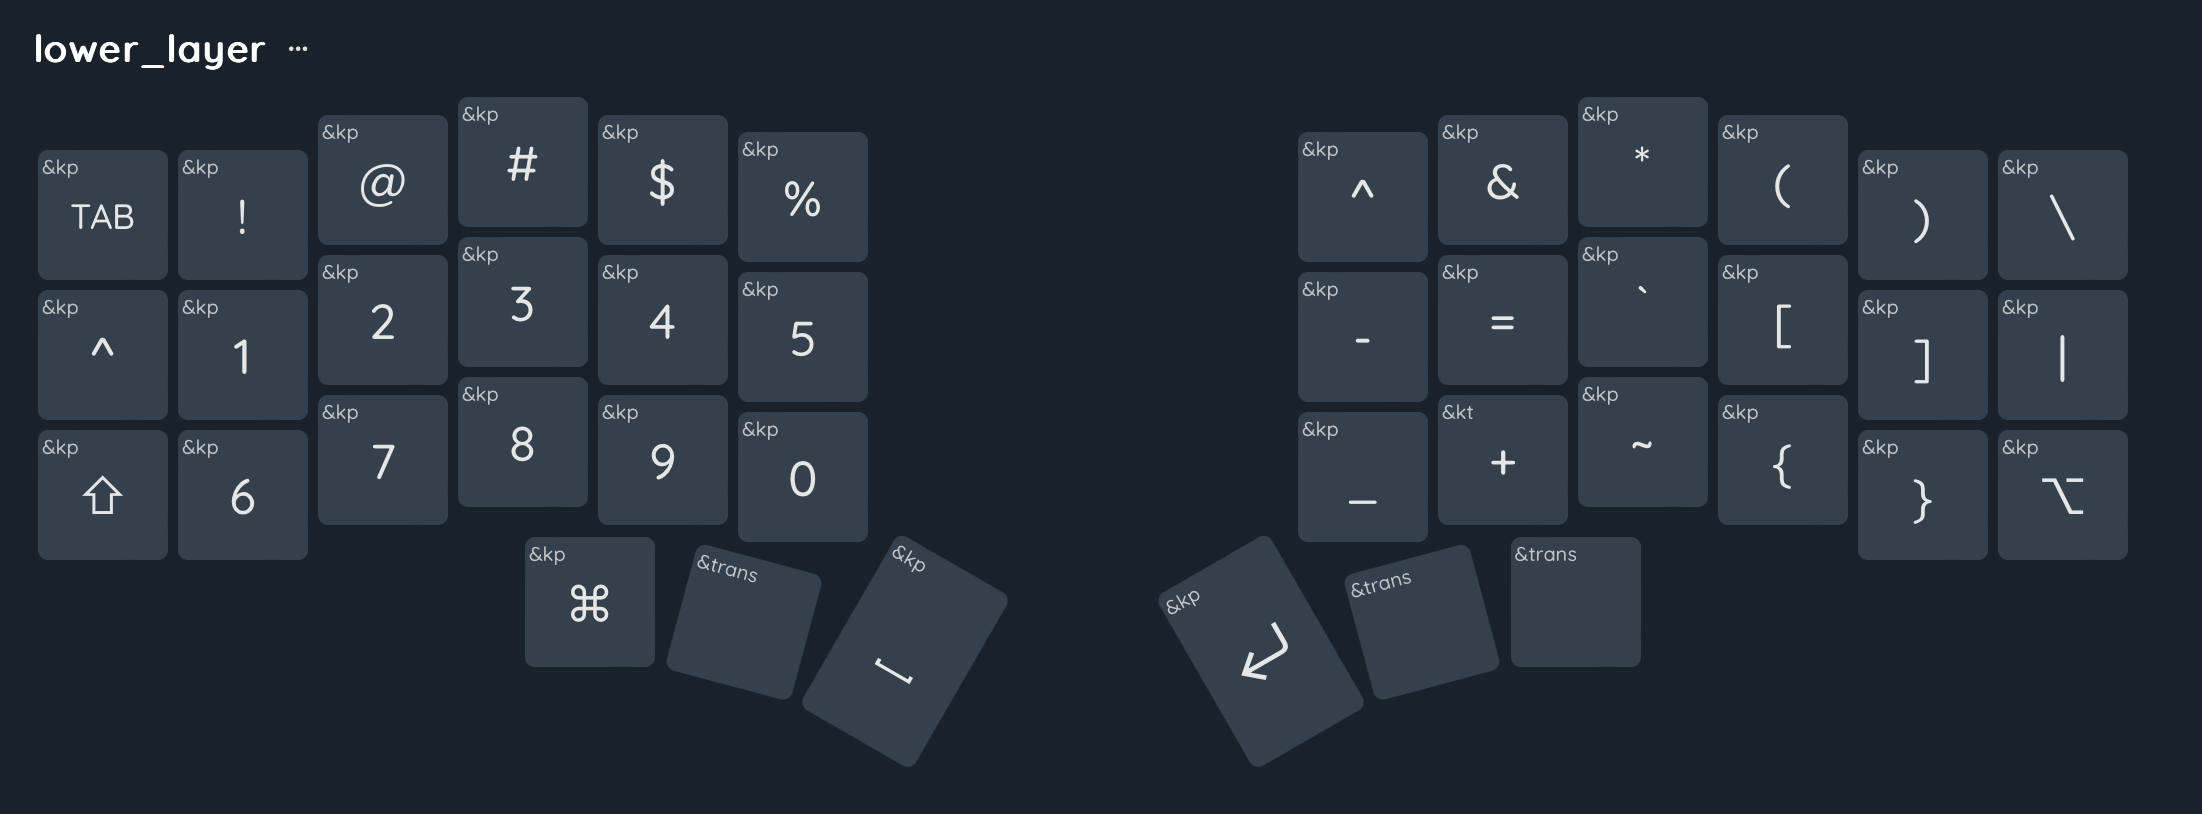 lower_layer ...
&kp &kp &kp &kp &kp &kp &kp &kp &kp &kp &kp &kp
TAB ! @ # $ % ^ & * ( ) \
&kp &kp &kp &kp &kp &kp &kp &kp &kp &kp &kp &kp
^ 1 2 3 4 5 - = ` [ ] |
&kp &kp &kp &kp &kp &kp &kp &kt &kp &kp &kp &kp
⇧ 6 7 8 9 0 _ + ~ { } ⌥
&kp &trans &kp &kp &trans &trans
⌘ ⎵ ⏎